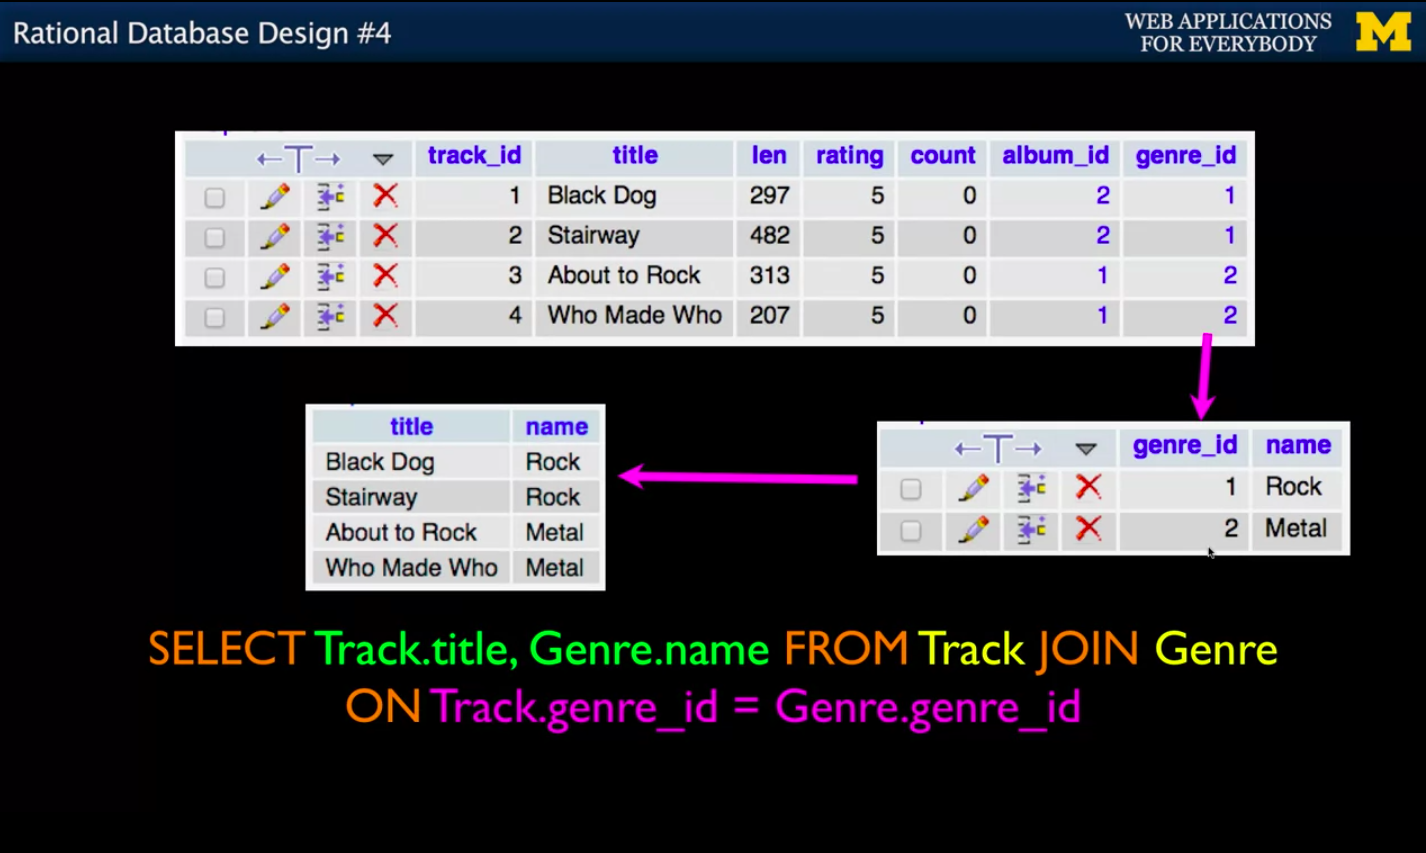 Rational Database Design #4
WEB APPLICATIONS
FOR EVERYBODY
M
←T→ track_id title len rating count album_id genre_id
1 Black Dog 297 5 0 2 1
2 Stairway 482 5 0 2 1
3 About to Rock 313 5 0 1 2
4 Who Made Who 207 5 0 1 2
title name
Black Dog Rock
Stairway Rock
About to Rock Metal
Who Made Who Metal
←T→ genre_id name
1 Rock
2 Metal
SELECT Track.title, Genre.name FROM Track JOIN Genre
ON Track.genre_id = Genre.genre_id